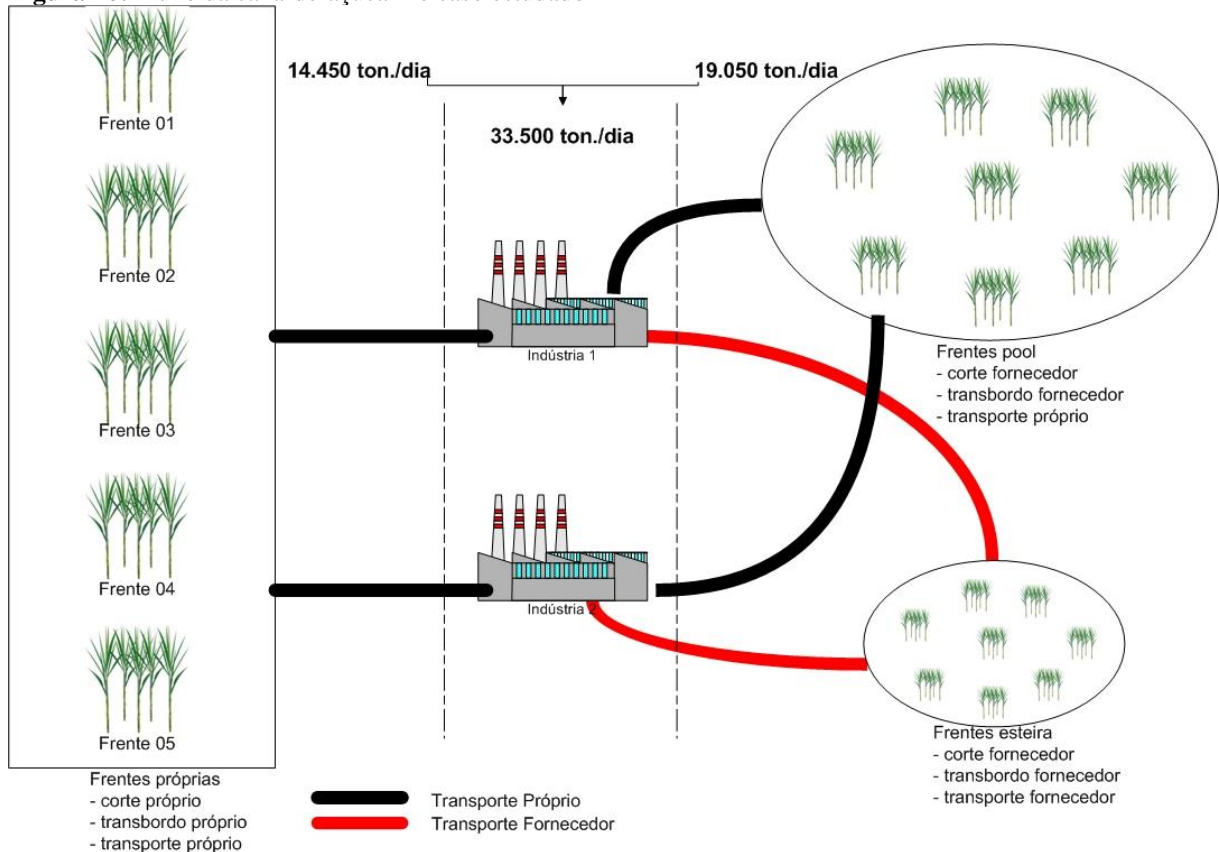 14.450 ton./dia
19.050 ton./dia
33.500 ton./dia
Frente 01
Frente 02
Frente 03
Frente 04
Frente 05
Frentes próprias
- corte próprio
- transbordo próprio
- transporte próprio
Indústria 1
Indústria 2
Frentes pool
- corte fornecedor
- transbordo fornecedor
- transporte próprio
Frentes esteira
- corte fornecedor
- transbordo fornecedor
- transporte fornecedor
Transporte Próprio
Transporte Fornecedor